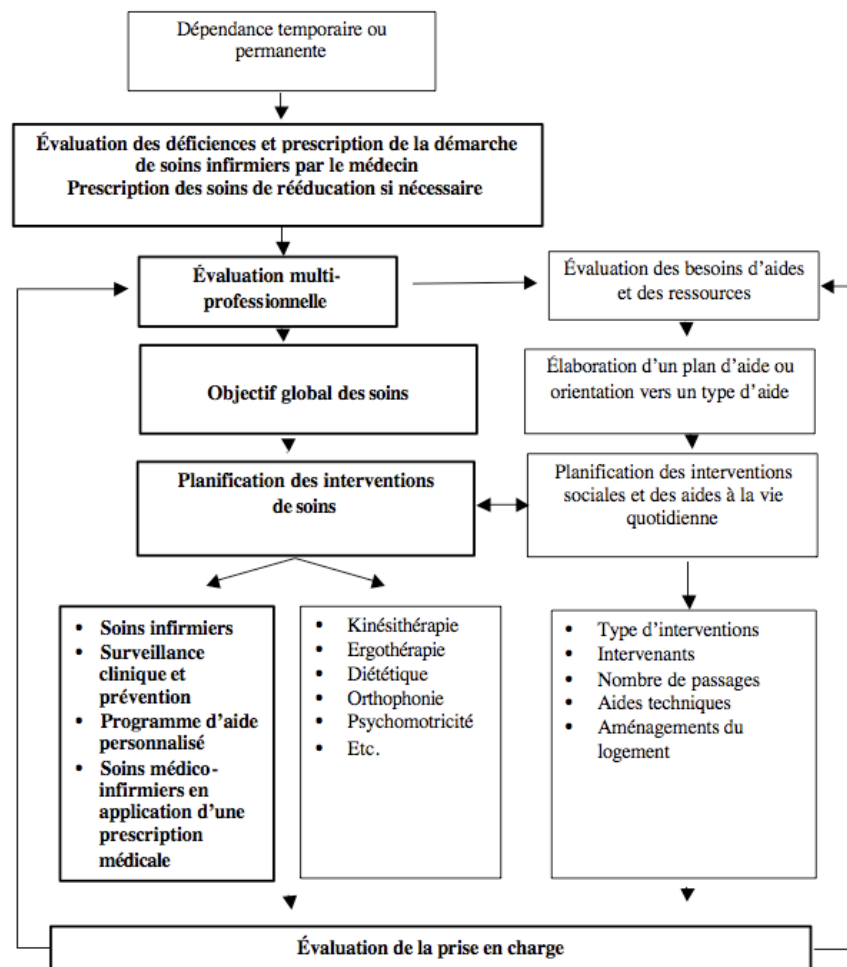 Dépendance temporaire ou
permanente
Évaluation des déficiences et prescription de la démarche
de soins infirmiers par le médecin
Prescription des soins de rééducation si nécessaire
Évaluation multi-
professionnelle
Évaluation des besoins d’aides
et des ressources
Objectif global des soins
Élaboration d’un plan d’aide ou
orientation vers un type d’aide
Planification des interventions
de soins
Planification des interventions
sociales et des aides à la vie
quotidienne
• Soins infirmiers
• Surveillance
clinique et
prévention
• Programme d’aide
personnalisé
• Soins médico-
infirmiers en
application d’une
prescription
médicale
• Kinésithérapie
• Ergothérapie
• Diététique
• Orthophonie
• Psychomotricité
• Etc.
• Type d’interventions
• Intervenants
• Nombre de passages
• Aides techniques
• Aménagements du
logement
Évaluation de la prise en charge